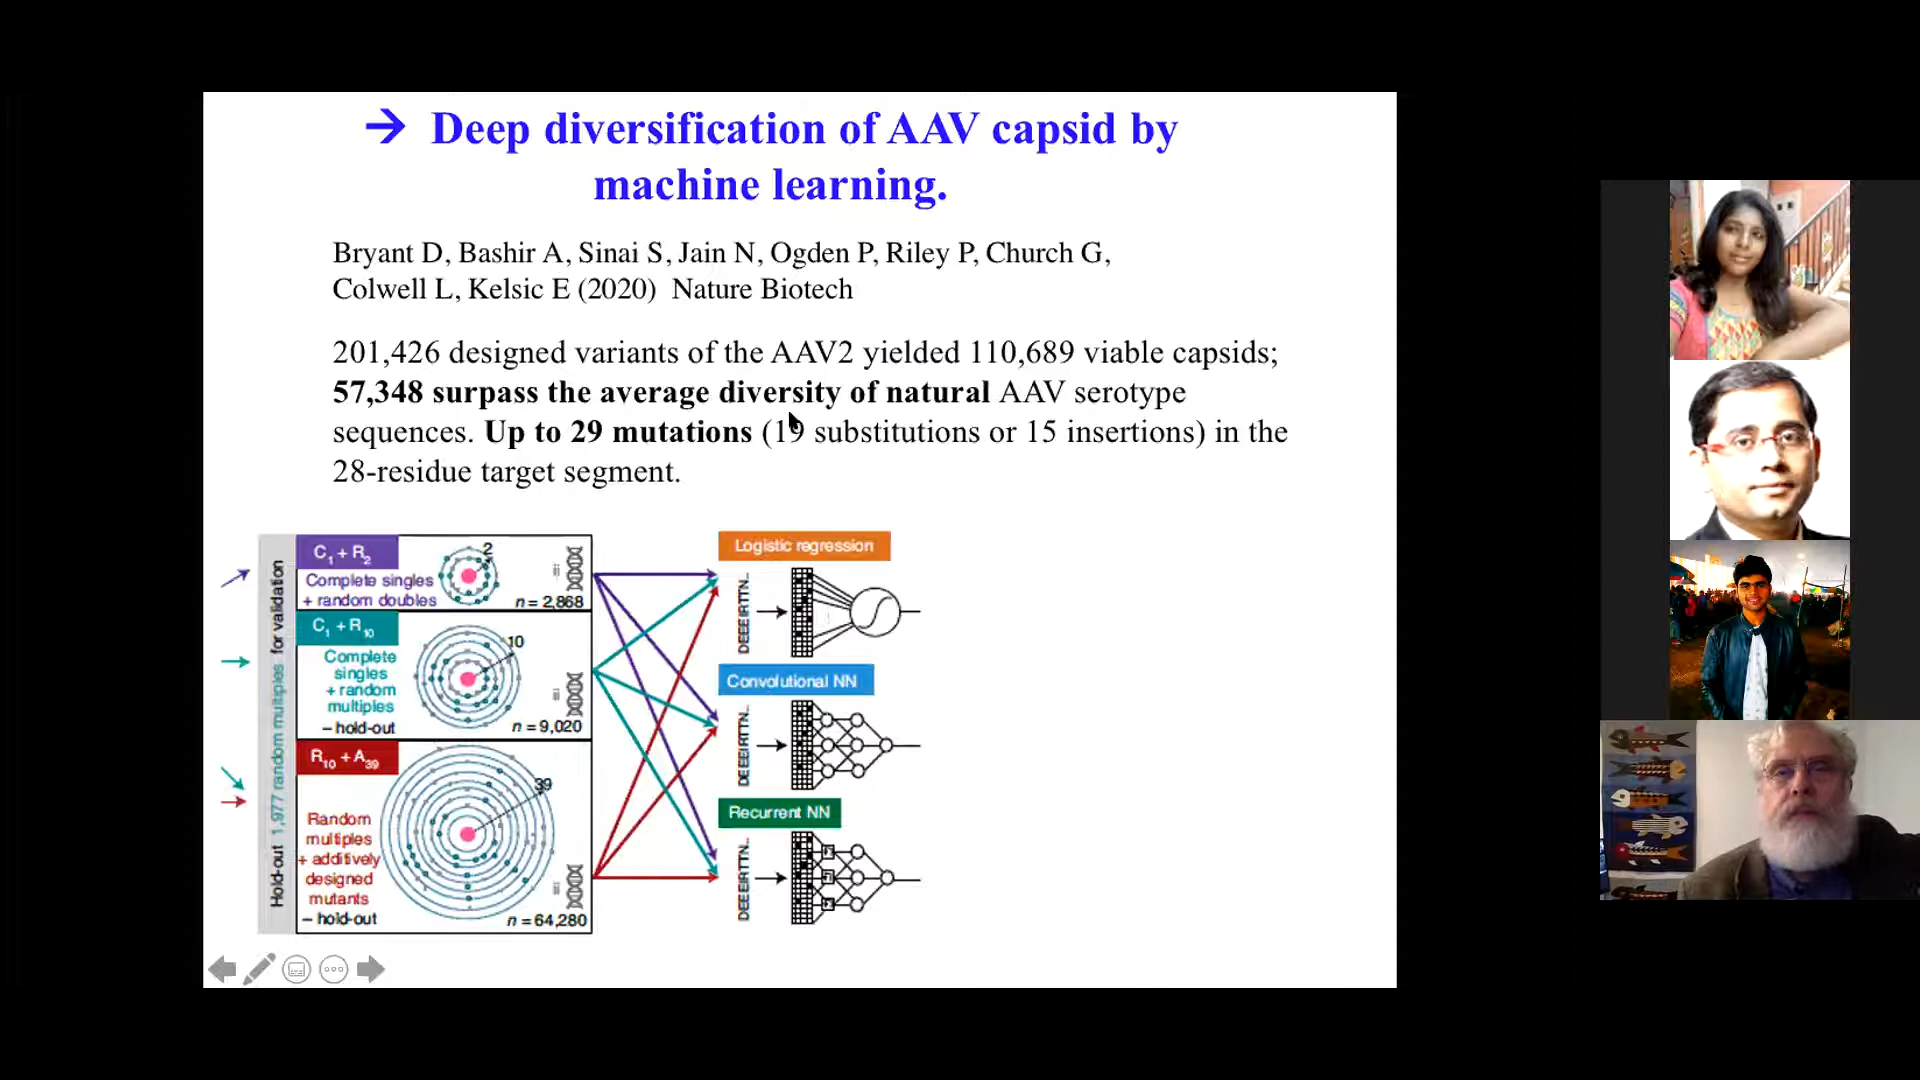 → Deep diversification of AAV capsid by
machine learning.
Bryant D, Bashir A, Sinai S, Jain N, Ogden P, Riley P, Church G,
Colwell L, Kelsic E (2020) Nature Biotech
201,426 designed variants of the AAV2 yielded 110,689 viable capsids;
57,348 surpass the average diversity of natural AAV serotype
sequences. Up to 29 mutations (19 substitutions or 15 insertions) in the
28-residue target segment.
Hold-out 1,977 random multiples for validation
C1 + R2
2
Complete singles
+ random doubles
n = 2,868
C1 + R10
10
Complete
singles
+ random
multiples
– hold-out
n = 9,020
R10 + A39
39
Random
multiples
+ additively
designed
mutants
– hold-out
n = 64,280
Logistic regression
DEEEIRTTN...
Convolutional NN
DEEEIRTTN...
Recurrent NN
DEEEIRTTN...